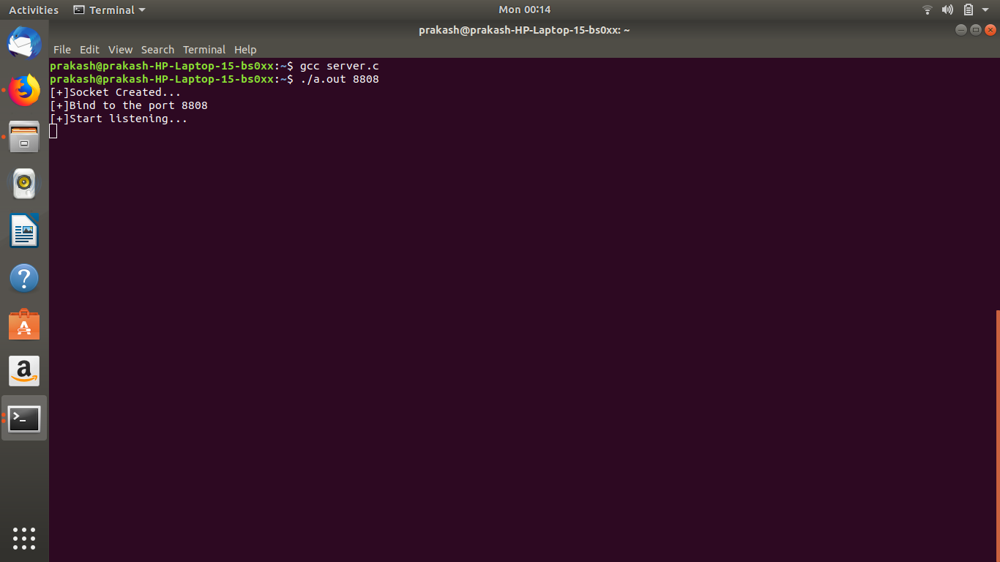 Activities Terminal Mon 00:14
prakash@prakash-HP-Laptop-15-bs0xx: ~
File Edit View Search Terminal Help
prakash@prakash-HP-Laptop-15-bs0xx:~$ gcc server.c
prakash@prakash-HP-Laptop-15-bs0xx:~$ ./a.out 8808
[+]Socket Created...
[+]Bind to the port 8808
[+]Start listening...